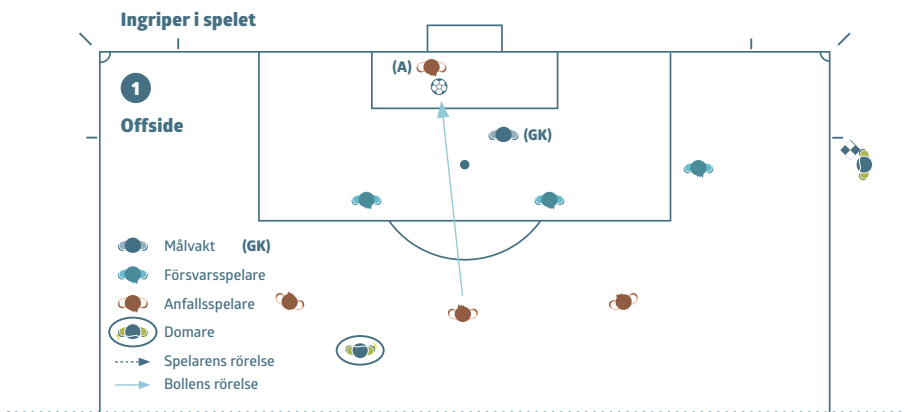 Ingriper i spelet
(A)
1
(GK)
Offside
Målvakt (GK)
Försvarsspelare
Anfallsspelare
Domare
Spelarens rörelse
Bollens rörelse